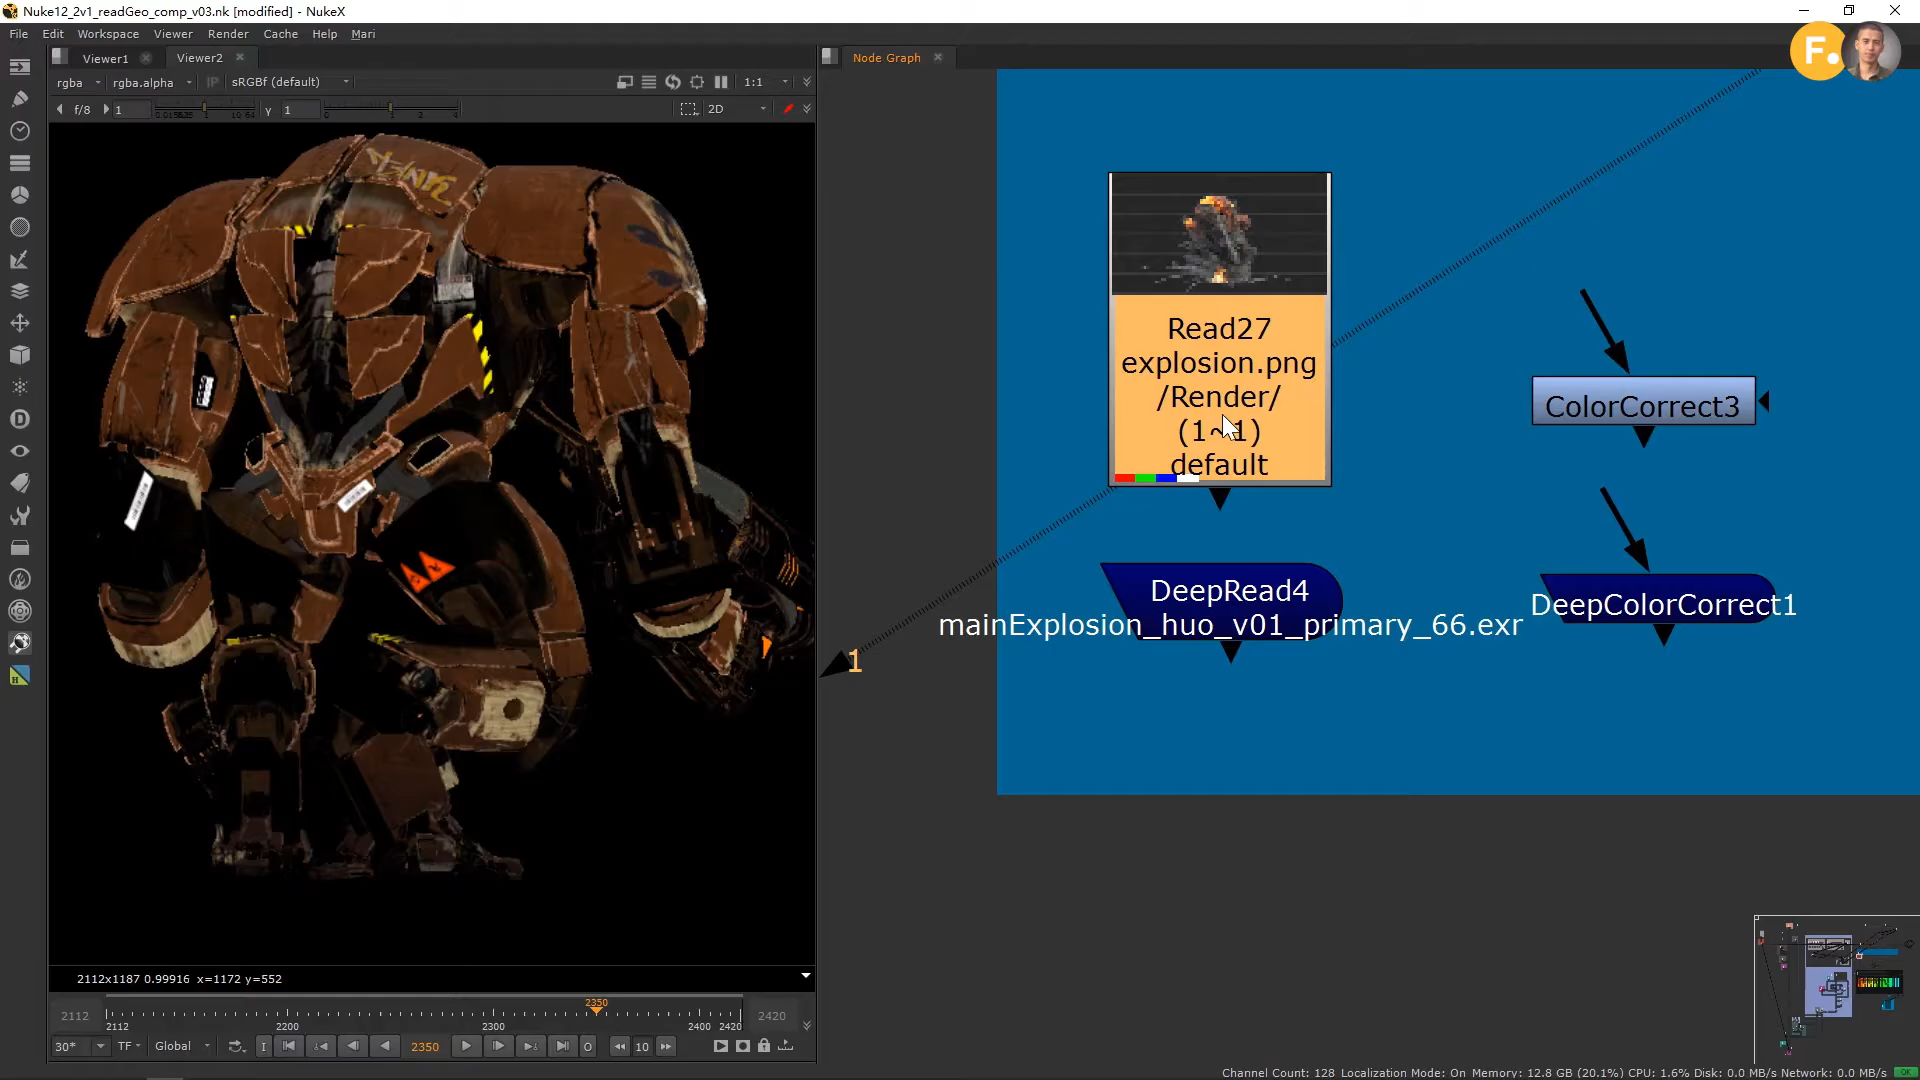 Nuke12_2v1_readGeo_comp_v03.nk [modified] - NukeX
File Edit Workspace Viewer Render Cache Help Mari
Viewer1 Viewer2 Node Graph
F.
rgba rgba.alpha IP sRGBf (default) 1:1
f/8 1 γ 1 2D
Read27
explosion.png
/Render/
(1~1)
default
ColorCorrect3
DeepRead4
mainExplosion_huo_v01_primary_66.exr
DeepColorCorrect1
1
2112x1187 0.99916 x=1172 y=552
2350
2112 2420
2112 2200 2300 2400 2420
30* TF Global I 2350 O 10
Channel Count: 128 Localization Mode: On Memory: 12.8 GB (20.1%) CPU: 1.6% Disk: 0.0 MB/s Network: 0.0 MB/s OK